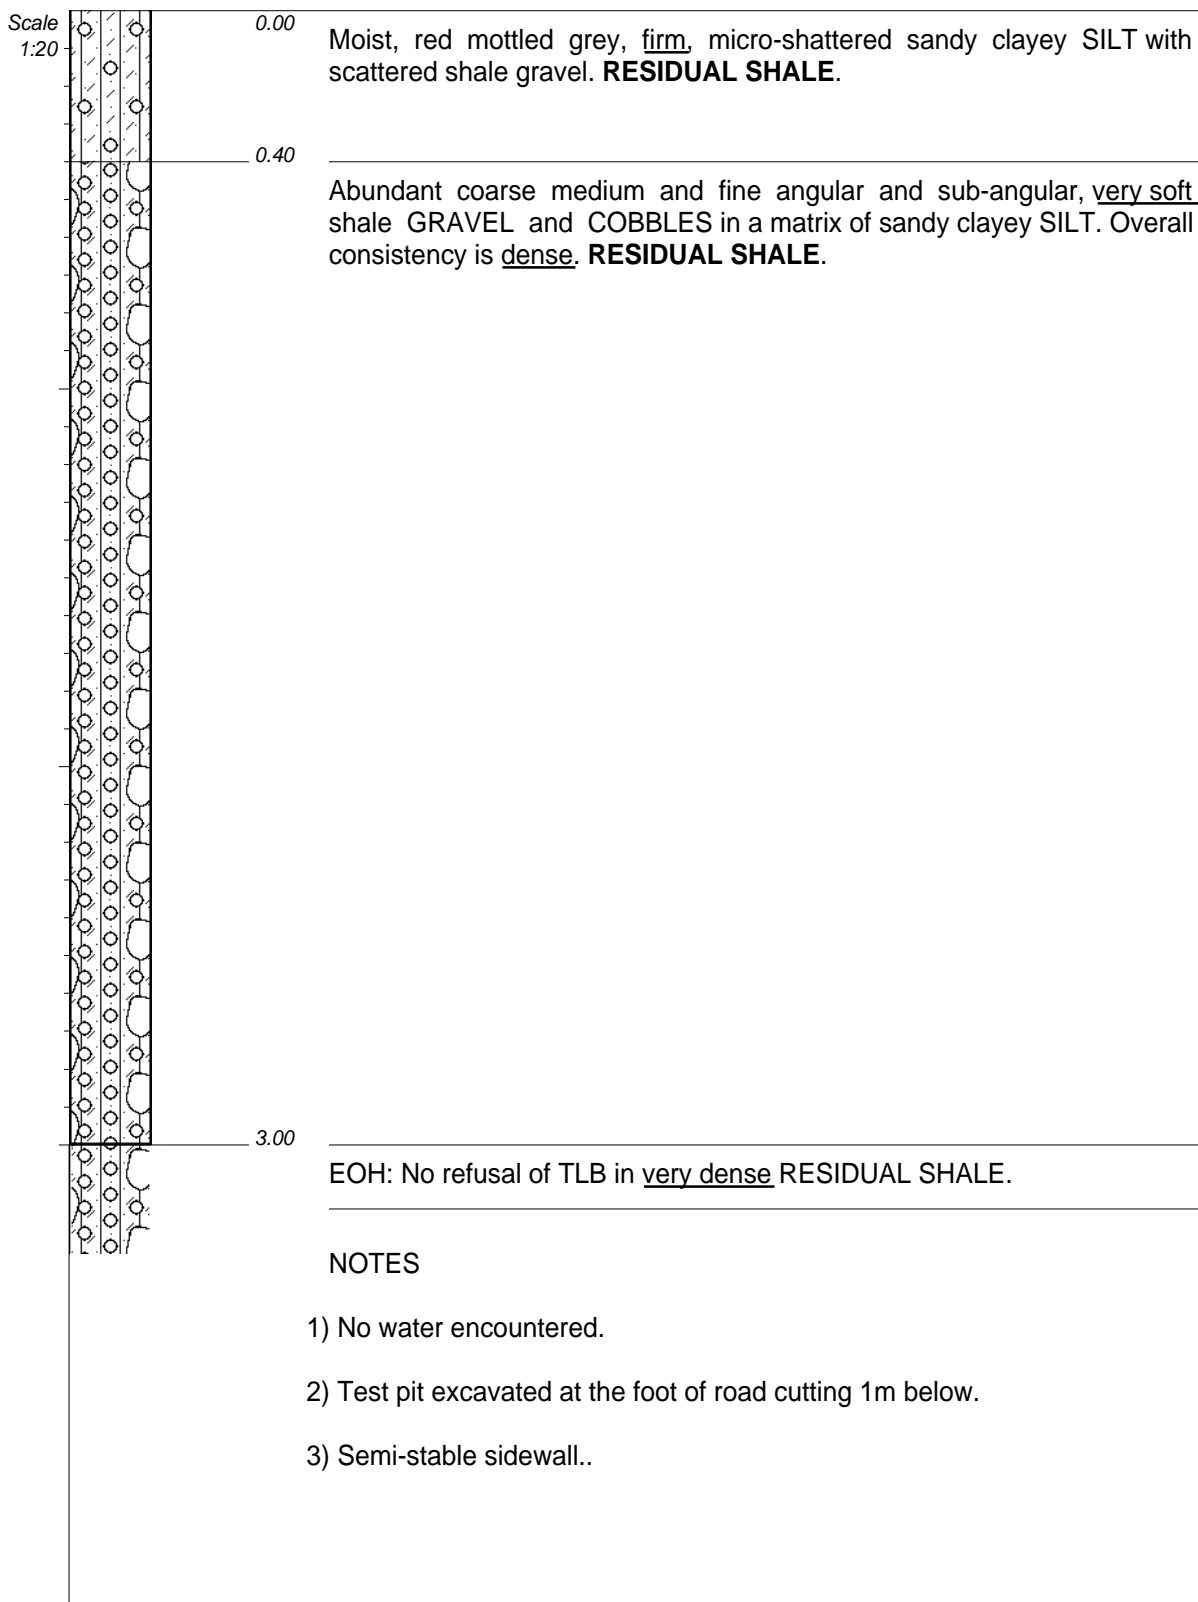 Scale
1:20
0.00
Moist, red mottled grey, firm, micro-shattered sandy clayey SILT with
scattered shale gravel. RESIDUAL SHALE.
0.40
Abundant coarse medium and fine angular and sub-angular, very soft
shale GRAVEL and COBBLES in a matrix of sandy clayey SILT. Overall
consistency is dense. RESIDUAL SHALE.
3.00
EOH: No refusal of TLB in very dense RESIDUAL SHALE.
NOTES
1) No water encountered.
2) Test pit excavated at the foot of road cutting 1m below.
3) Semi-stable sidewall..